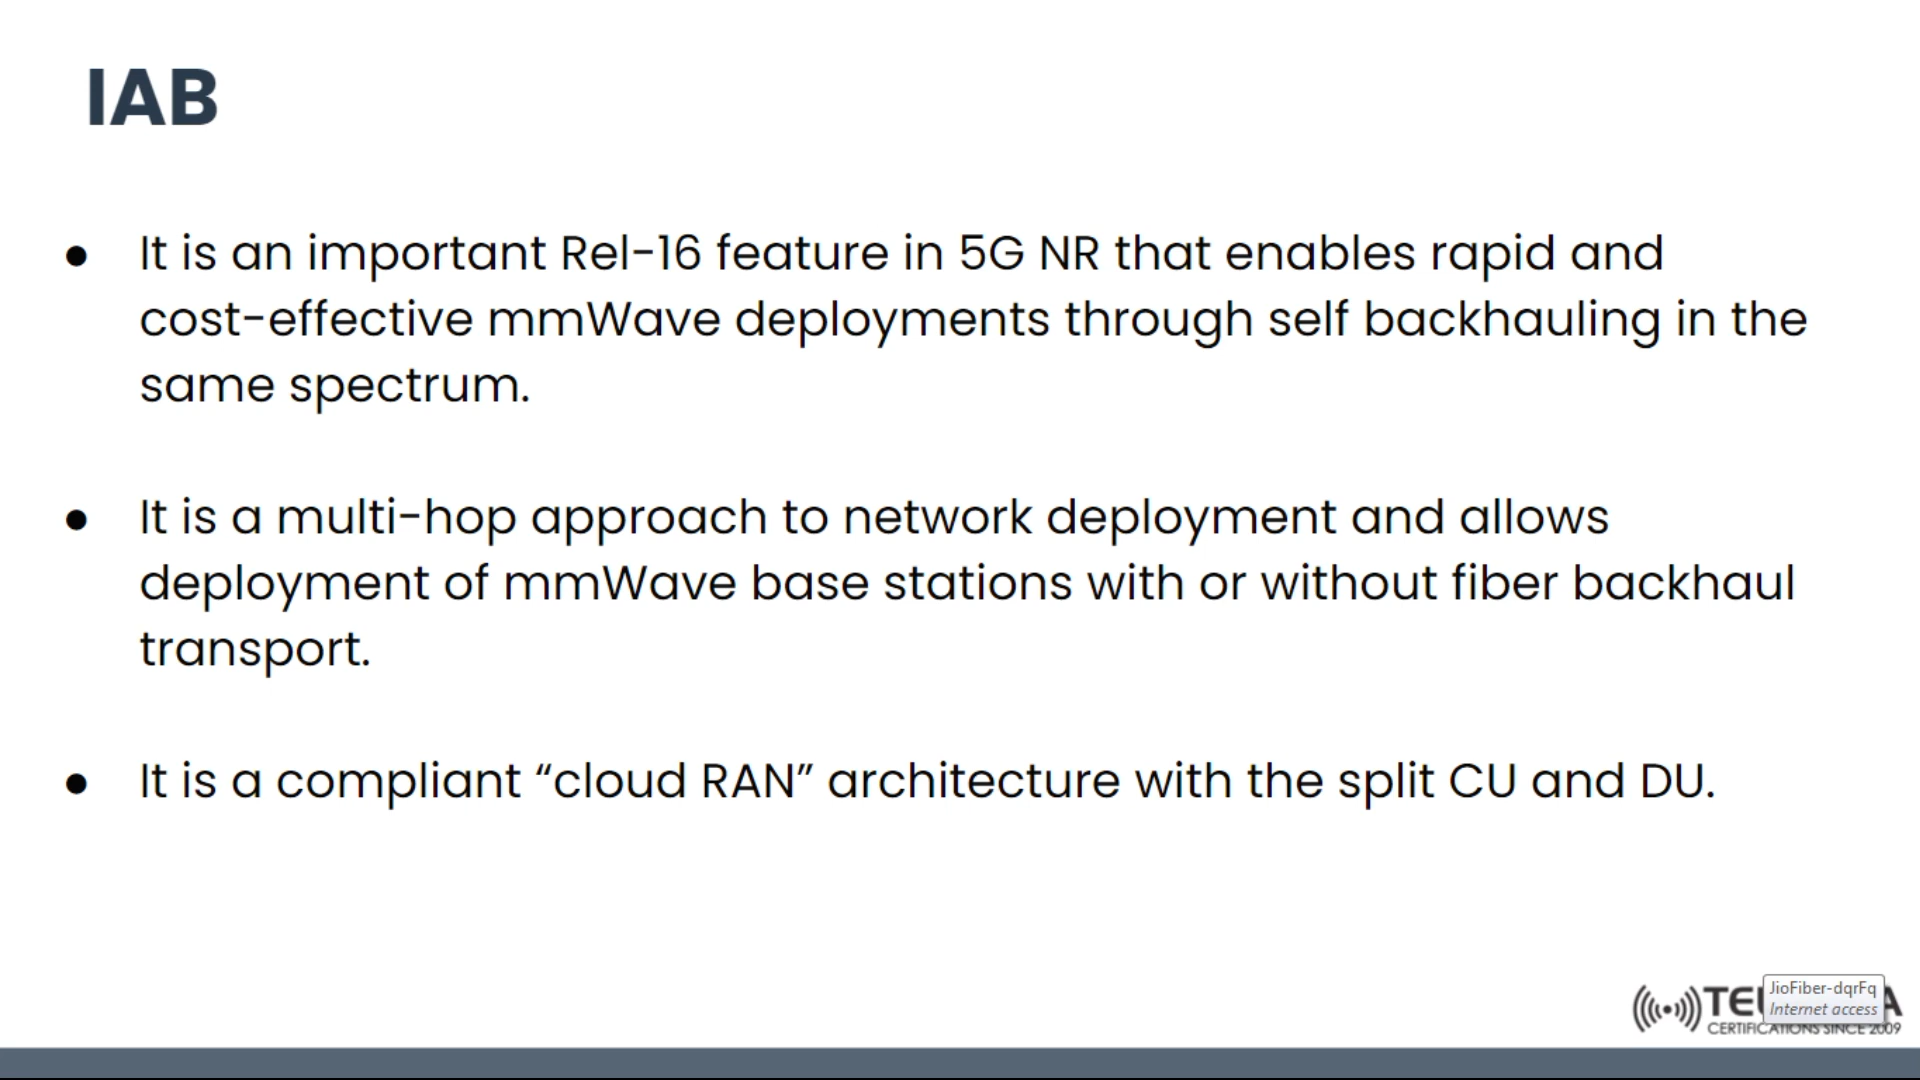 IAB
● It is an important Rel-16 feature in 5G NR that enables rapid and
cost-effective mmWave deployments through self backhauling in the
same spectrum.
● It is a multi-hop approach to network deployment and allows
deployment of mmWave base stations with or without fiber backhaul
transport.
● It is a compliant “cloud RAN” architecture with the split CU and DU.
JioFiber-dqrFq
Internet access
CERTIFICATIONS SINCE 2009